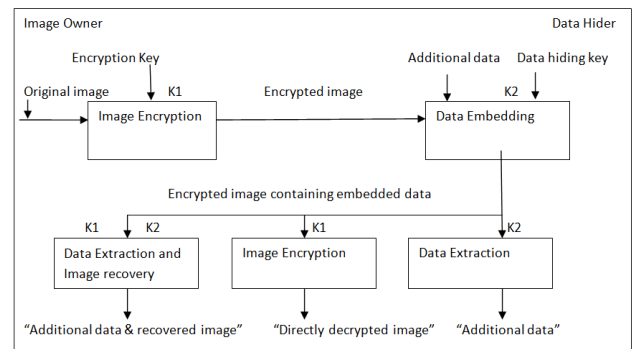 Image Owner
Data Hider
Encryption Key
Additional data
Data hiding key
Original image
K1
Encrypted image
K2
Image Encryption
Data Embedding
Encrypted image containing embedded data
K1
K2
K1
K2
Data Extraction and
Image recovery
Image Encryption
Data Extraction
“Additional data & recovered image”
“Directly decrypted image”
“Additional data”